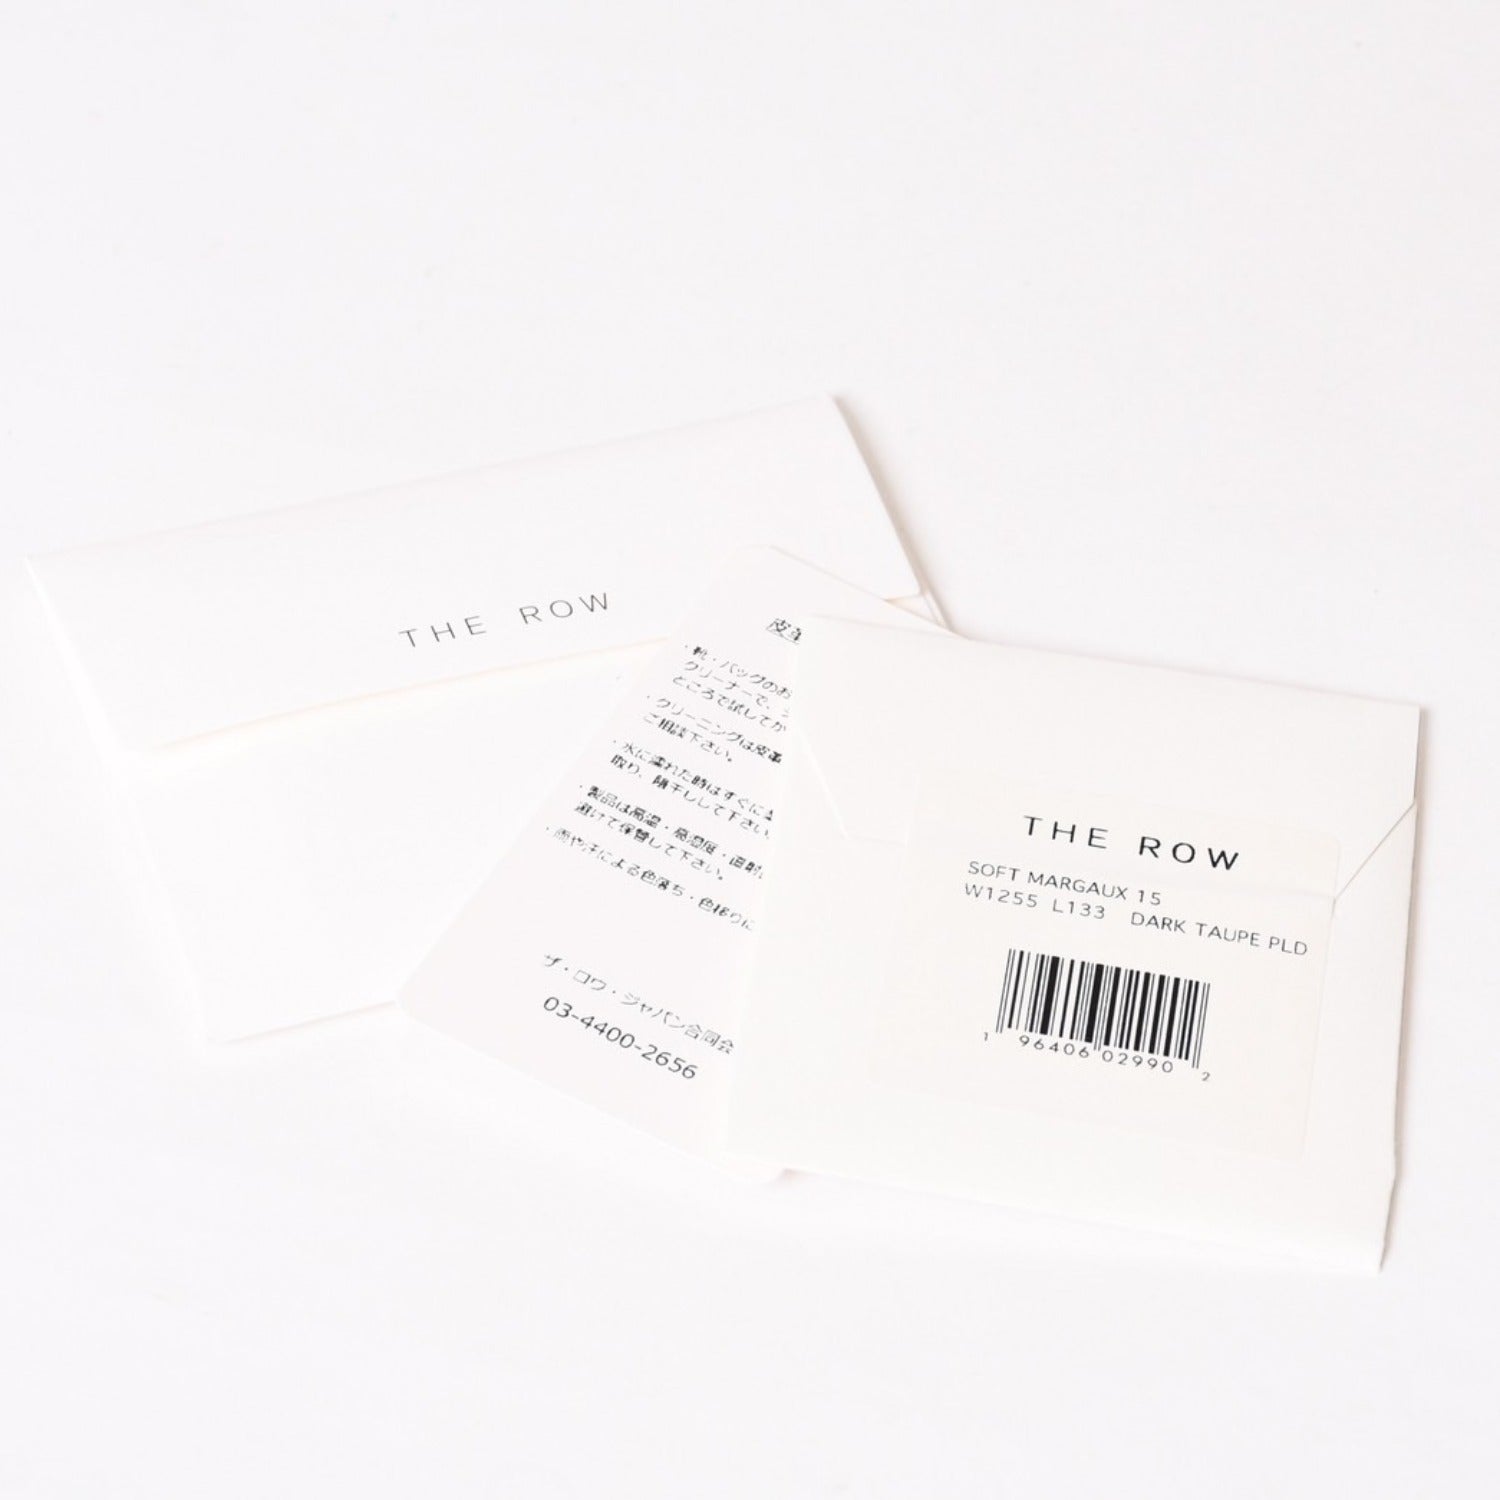 THE ROW
皮革
・靴・バッグのお
クリーナーで、
ところで試してか
・クリーニングは皮革
ご相談下さい。
・水に濡れた時はすぐに
取り、陰干しして下さい。
・製品は高温・高湿度・直射
避けて保管して下さい。
・雨や汗による色落ち・色移りに
ザ・ロウ・ジャパン合同会
03-4400-2656
THE ROW
SOFT MARGAUX 15
W1255 L133 DARK TAUPE PLD
1 96406 02990 2